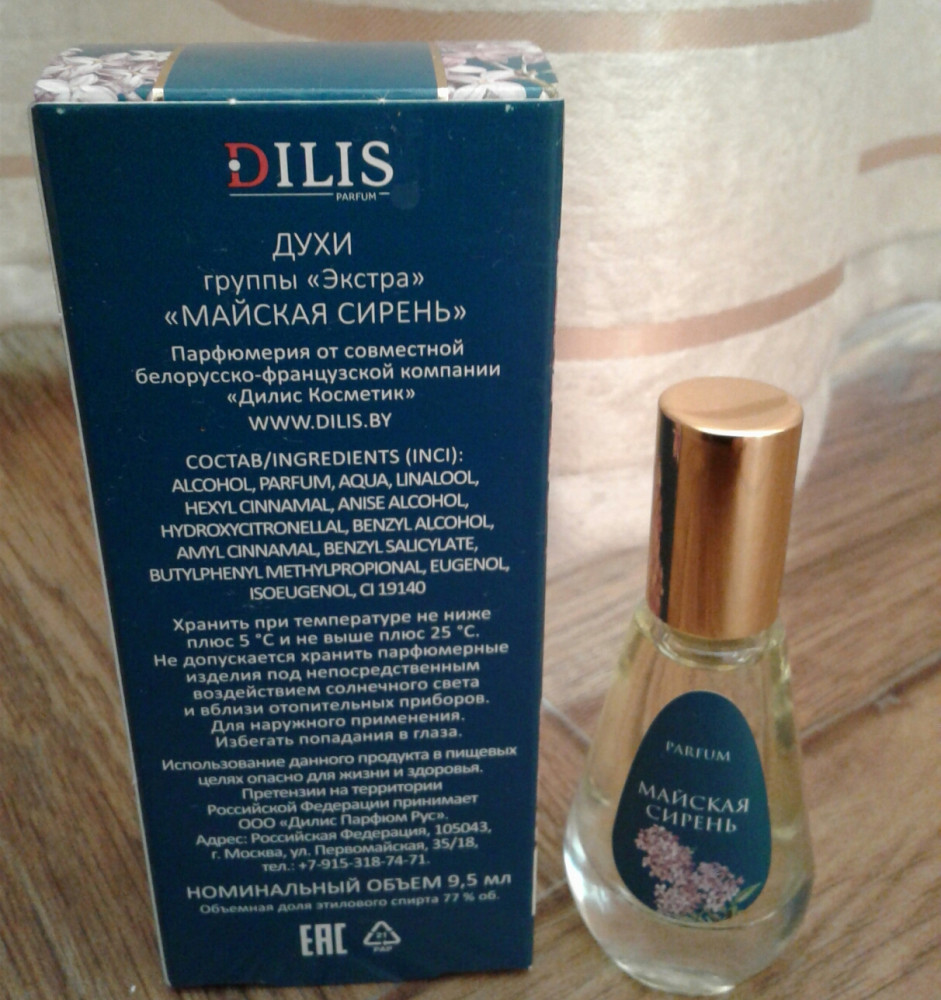 DILIS
PARFUM
ДУХИ
группы «Экстра»
«МАЙСКАЯ СИРЕНЬ»
Парфюмерия от совместной
белорусско-французской компании
«Дилис Косметик»
WWW.DILIS.BY
СОСТАВ/INGREDIENTS (INCI):
ALCOHOL, PARFUM, AQUA, LINALOOL,
HEXYL CINNAMAL, ANISE ALCOHOL,
HYDROXYCITRONELLAL, BENZYL ALCOHOL,
AMYL CINNAMAL, BENZYL SALICYLATE,
BUTYLPHENYL METHYLPROPIONAL, EUGENOL,
ISOEUGENOL, CI 19140
Хранить при температуре не ниже
плюс 5 °С и не выше плюс 25 °С.
Не допускается хранить парфюмерные
изделия под непосредственным
воздействием солнечного света
и вблизи отопительных приборов.
Для наружного применения.
Избегать попадания в глаза.
Использование данного продукта в пищевых
целях опасно для жизни и здоровья.
Претензии на территории
Российской Федерации принимает
ООО «Дилис Парфюм Рус».
Адрес: Российская Федерация, 105043,
г. Москва, ул. Первомайская, 35/18,
тел.: +7-915-318-74-71.
НОМИНАЛЬНЫЙ ОБЪЕМ 9,5 мл
Объемная доля этилового спирта 77 % об.
EAC
21
PAP
PARFUM
МАЙСКАЯ
СИРЕНЬ